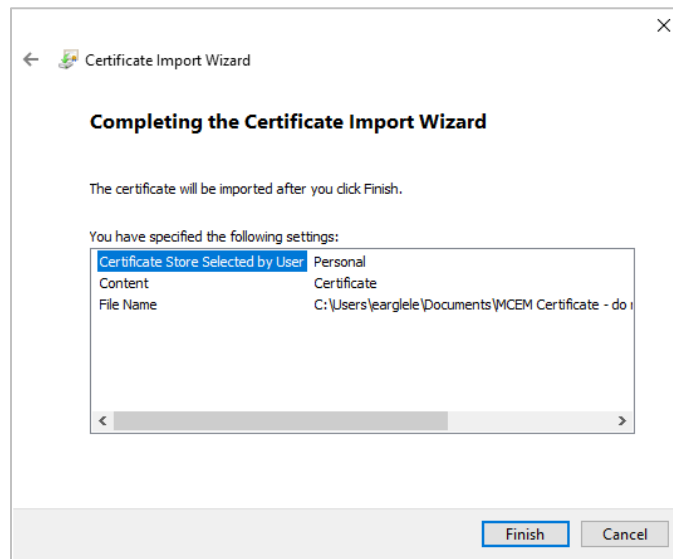 Certificate Import Wizard
Completing the Certificate Import Wizard
The certificate will be imported after you click Finish.
You have specified the following settings:
Certificate Store Selected by User Personal
Content Certificate
File Name C:\Users\earglele\Documents\MCEM Certificate - do
Finish Cancel